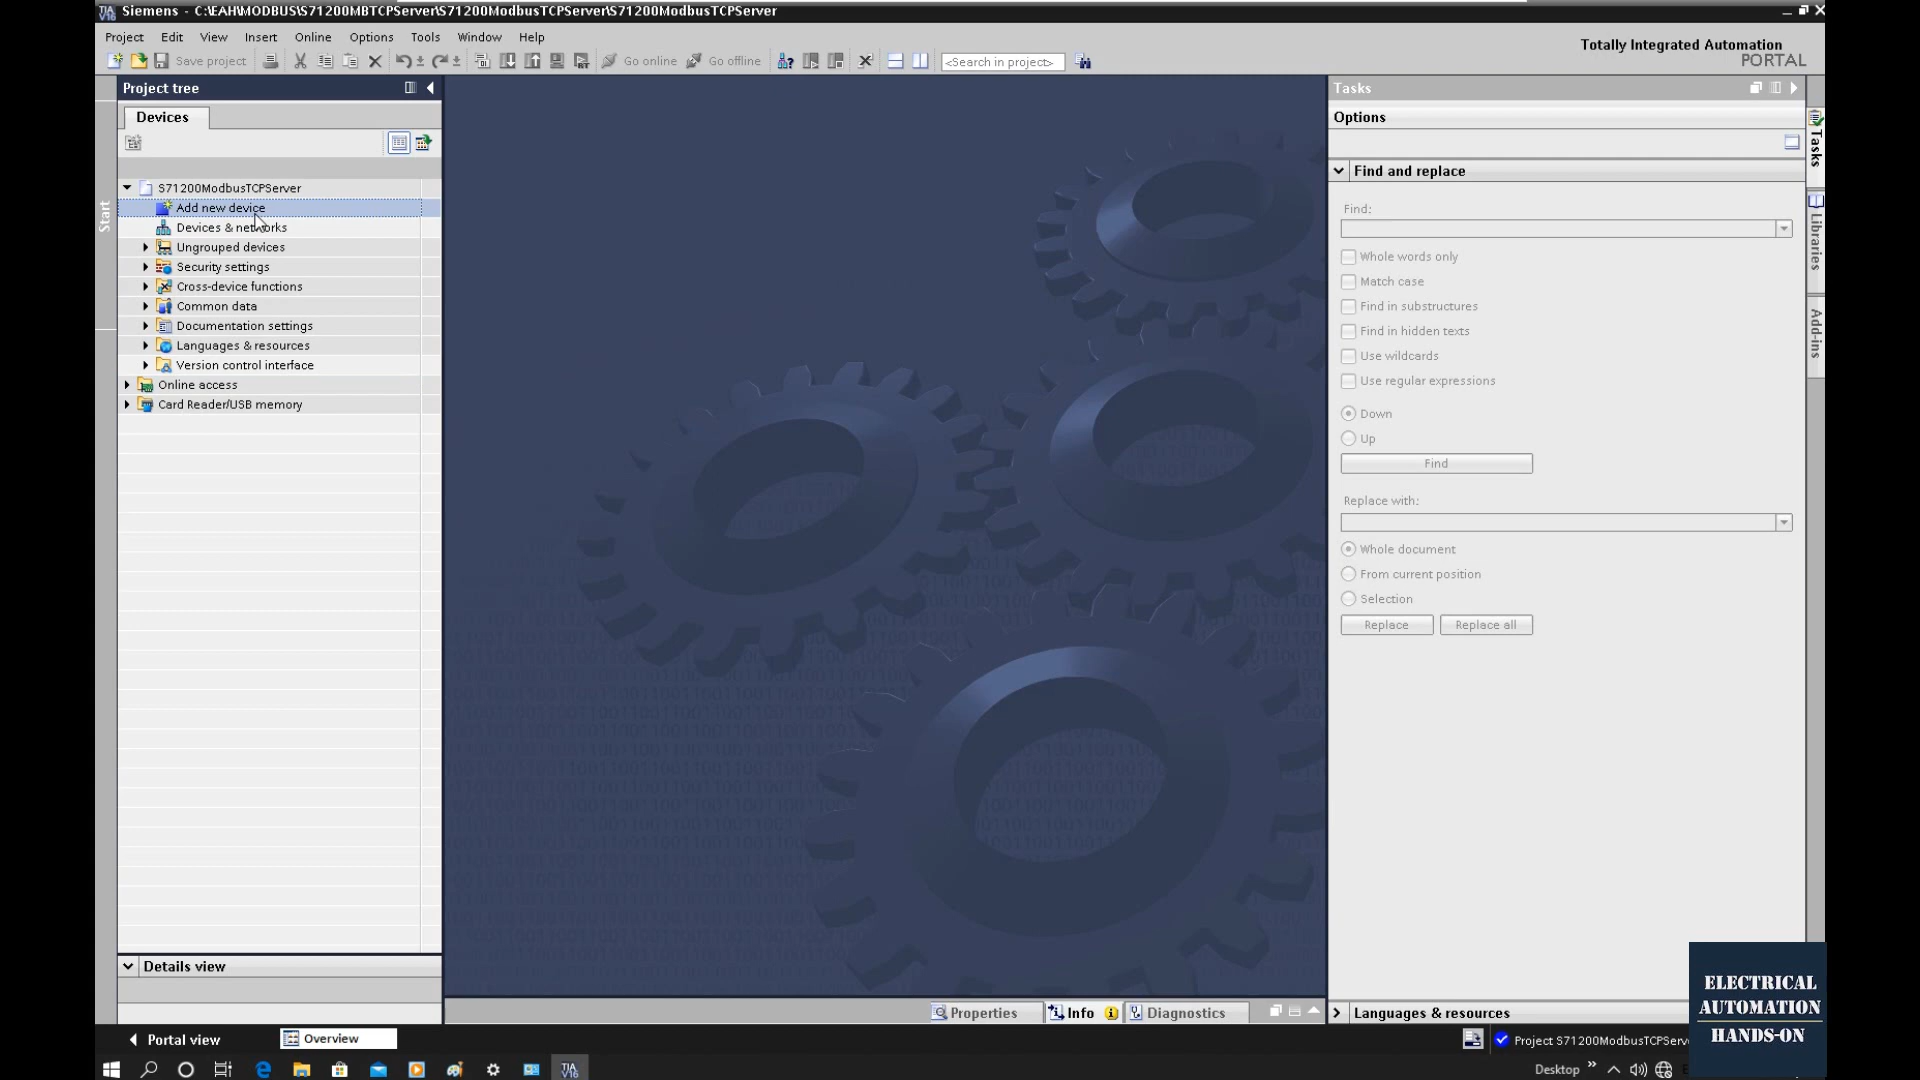 Siemens - C:\EAH\MODBUS\S71200MBTCPServer\S71200ModbusTCPServer\S71200ModbusTCPServer
Project Edit View Insert Online Options Tools Window Help
Totally Integrated Automation
PORTAL
Save project Go online Go offline <Search in project>
Project tree
Devices
Start
S71200ModbusTCPServer
Add new device
Devices & networks
Ungrouped devices
Security settings
Cross-device functions
Common data
Documentation settings
Languages & resources
Version control interface
Online access
Card Reader/USB memory
Details view
Tasks
Options
Find and replace
Find:
Whole words only
Match case
Find in substructures
Find in hidden texts
Use wildcards
Use regular expressions
Down
Up
Find
Replace with:
Whole document
From current position
Selection
Replace Replace all
Languages & resources
Tasks
Libraries
Add-ins
Properties Info Diagnostics
Portal view Overview
Project S71200ModbusTCPServ
Desktop
ELECTRICAL
AUTOMATION
HANDS-ON